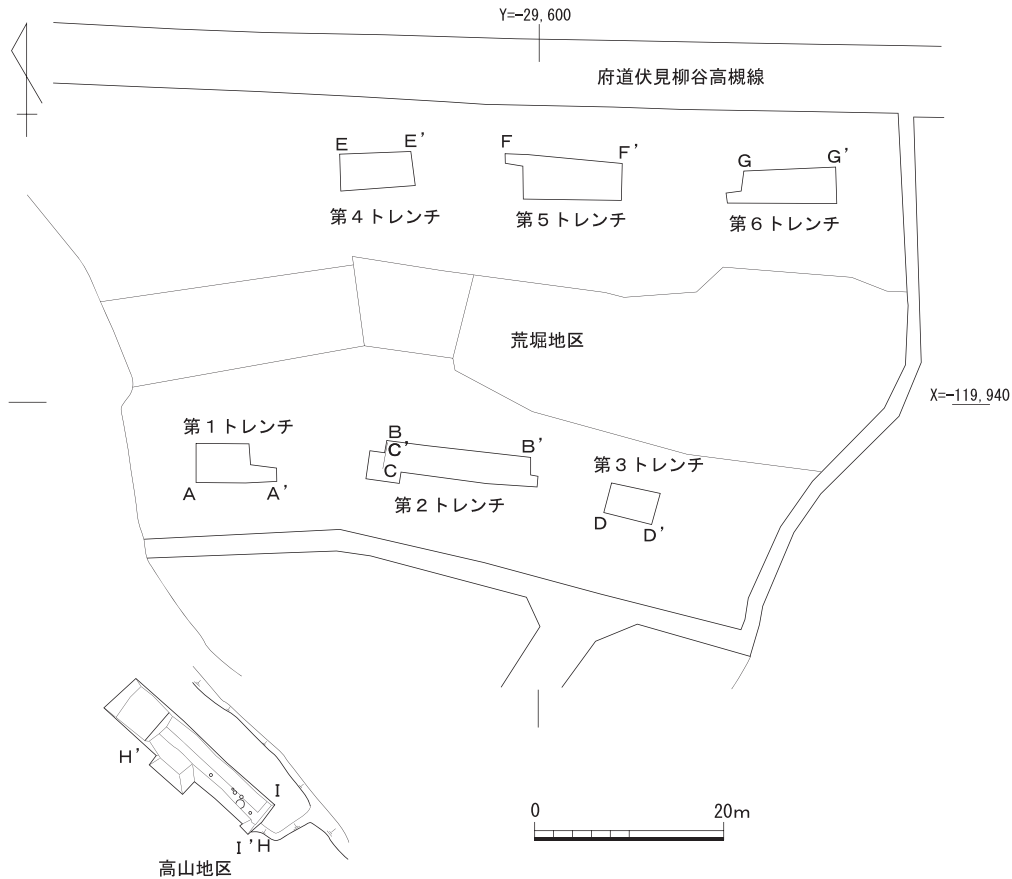 Y=-29,600
府道伏見柳谷高槻線
E E’ F F’ G G’
第4トレンチ 第5トレンチ 第6トレンチ
荒堀地区
X=-119,940
第1トレンチ
A A’
B B’
C’
C
第2トレンチ
第3トレンチ
D D’
H’
I
I’H
高山地区
0 20m